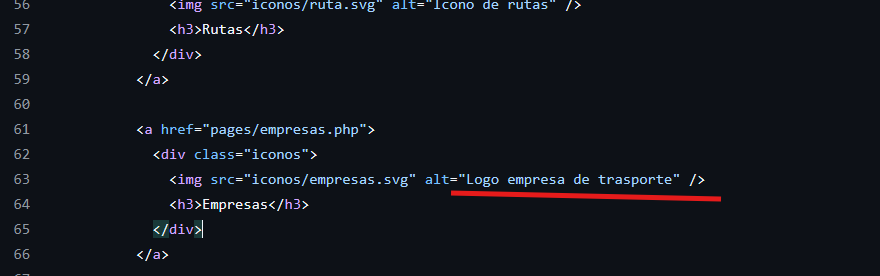 56 <img src="iconos/ruta.svg" alt="Icono de rutas" />
57 <h3>Rutas</h3>
58 </div>
59 </a>
60
61 <a href="pages/empresas.php">
62 <div class="iconos">
63 <img src="iconos/empresas.svg" alt="Logo empresa de trasporte" />
64 <h3>Empresas</h3>
65 </div>
66 </a>